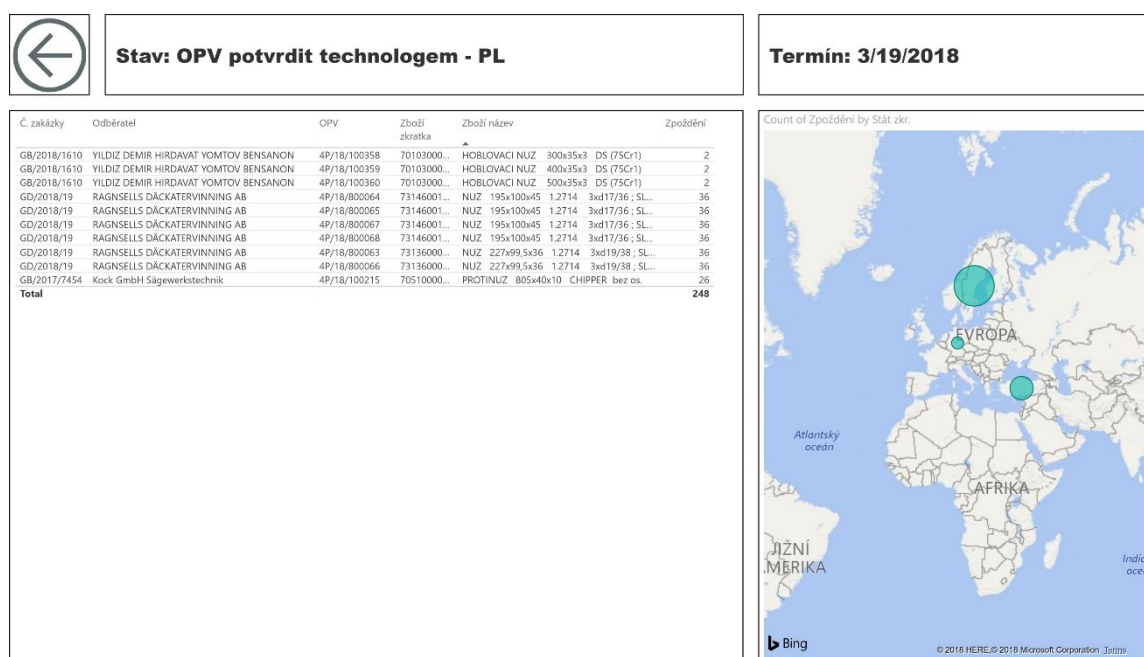 Stav: OPV potvrdit technologem - PL
Termín: 3/19/2018
Č. zakázky Odběratel OPV Zboží zkratka Zboží název Zpoždění
GB/2018/1610 YILDIZ DEMIR HIRDAVAT YOMTOV BENSANON 4P/18/100358 70103000... HOBLOVACI NUZ 300x35x3 DS (75Cr1) 2
GB/2018/1610 YILDIZ DEMIR HIRDAVAT YOMTOV BENSANON 4P/18/100359 70103000... HOBLOVACI NUZ 400x35x3 DS (75Cr1) 2
GB/2018/1610 YILDIZ DEMIR HIRDAVAT YOMTOV BENSANON 4P/18/100360 70103000... HOBLOVACI NUZ 500x35x3 DS (75Cr1) 2
GD/2018/19 RAGNSELLS DÄCKATERVINNING AB 4P/18/800064 73146001... NUZ 195x100x45 1.2714 3xd17/36 ; SL... 36
GD/2018/19 RAGNSELLS DÄCKATERVINNING AB 4P/18/800065 73146001... NUZ 195x100x45 1.2714 3xd17/36 ; SL... 36
GD/2018/19 RAGNSELLS DÄCKATERVINNING AB 4P/18/800067 73146001... NUZ 195x100x45 1.2714 3xd17/36 ; SL... 36
GD/2018/19 RAGNSELLS DÄCKATERVINNING AB 4P/18/800068 73146001... NUZ 195x100x45 1.2714 3xd17/36 ; SL... 36
GD/2018/19 RAGNSELLS DÄCKATERVINNING AB 4P/18/800063 73136000... NUZ 227x99,5x36 1.2714 3xd19/38 ; SL... 36
GD/2018/19 RAGNSELLS DÄCKATERVINNING AB 4P/18/800066 73136000... NUZ 227x99,5x36 1.2714 3xd19/38 ; SL... 36
GB/2017/7454 Kock GmbH Sägewerkstechnik 4P/18/100215 70510000... PROTINUZ 805x40x10 CHIPPER bez os. 26
Total 248
Count of Zpoždění by Stát zkr.
EVROPA
Atlantský
oceán
AFRIKA
JIŽNÍ
MERIKA
Indic
oce
Bing
© 2018 HERE,© 2018 Microsoft Corporation Terms